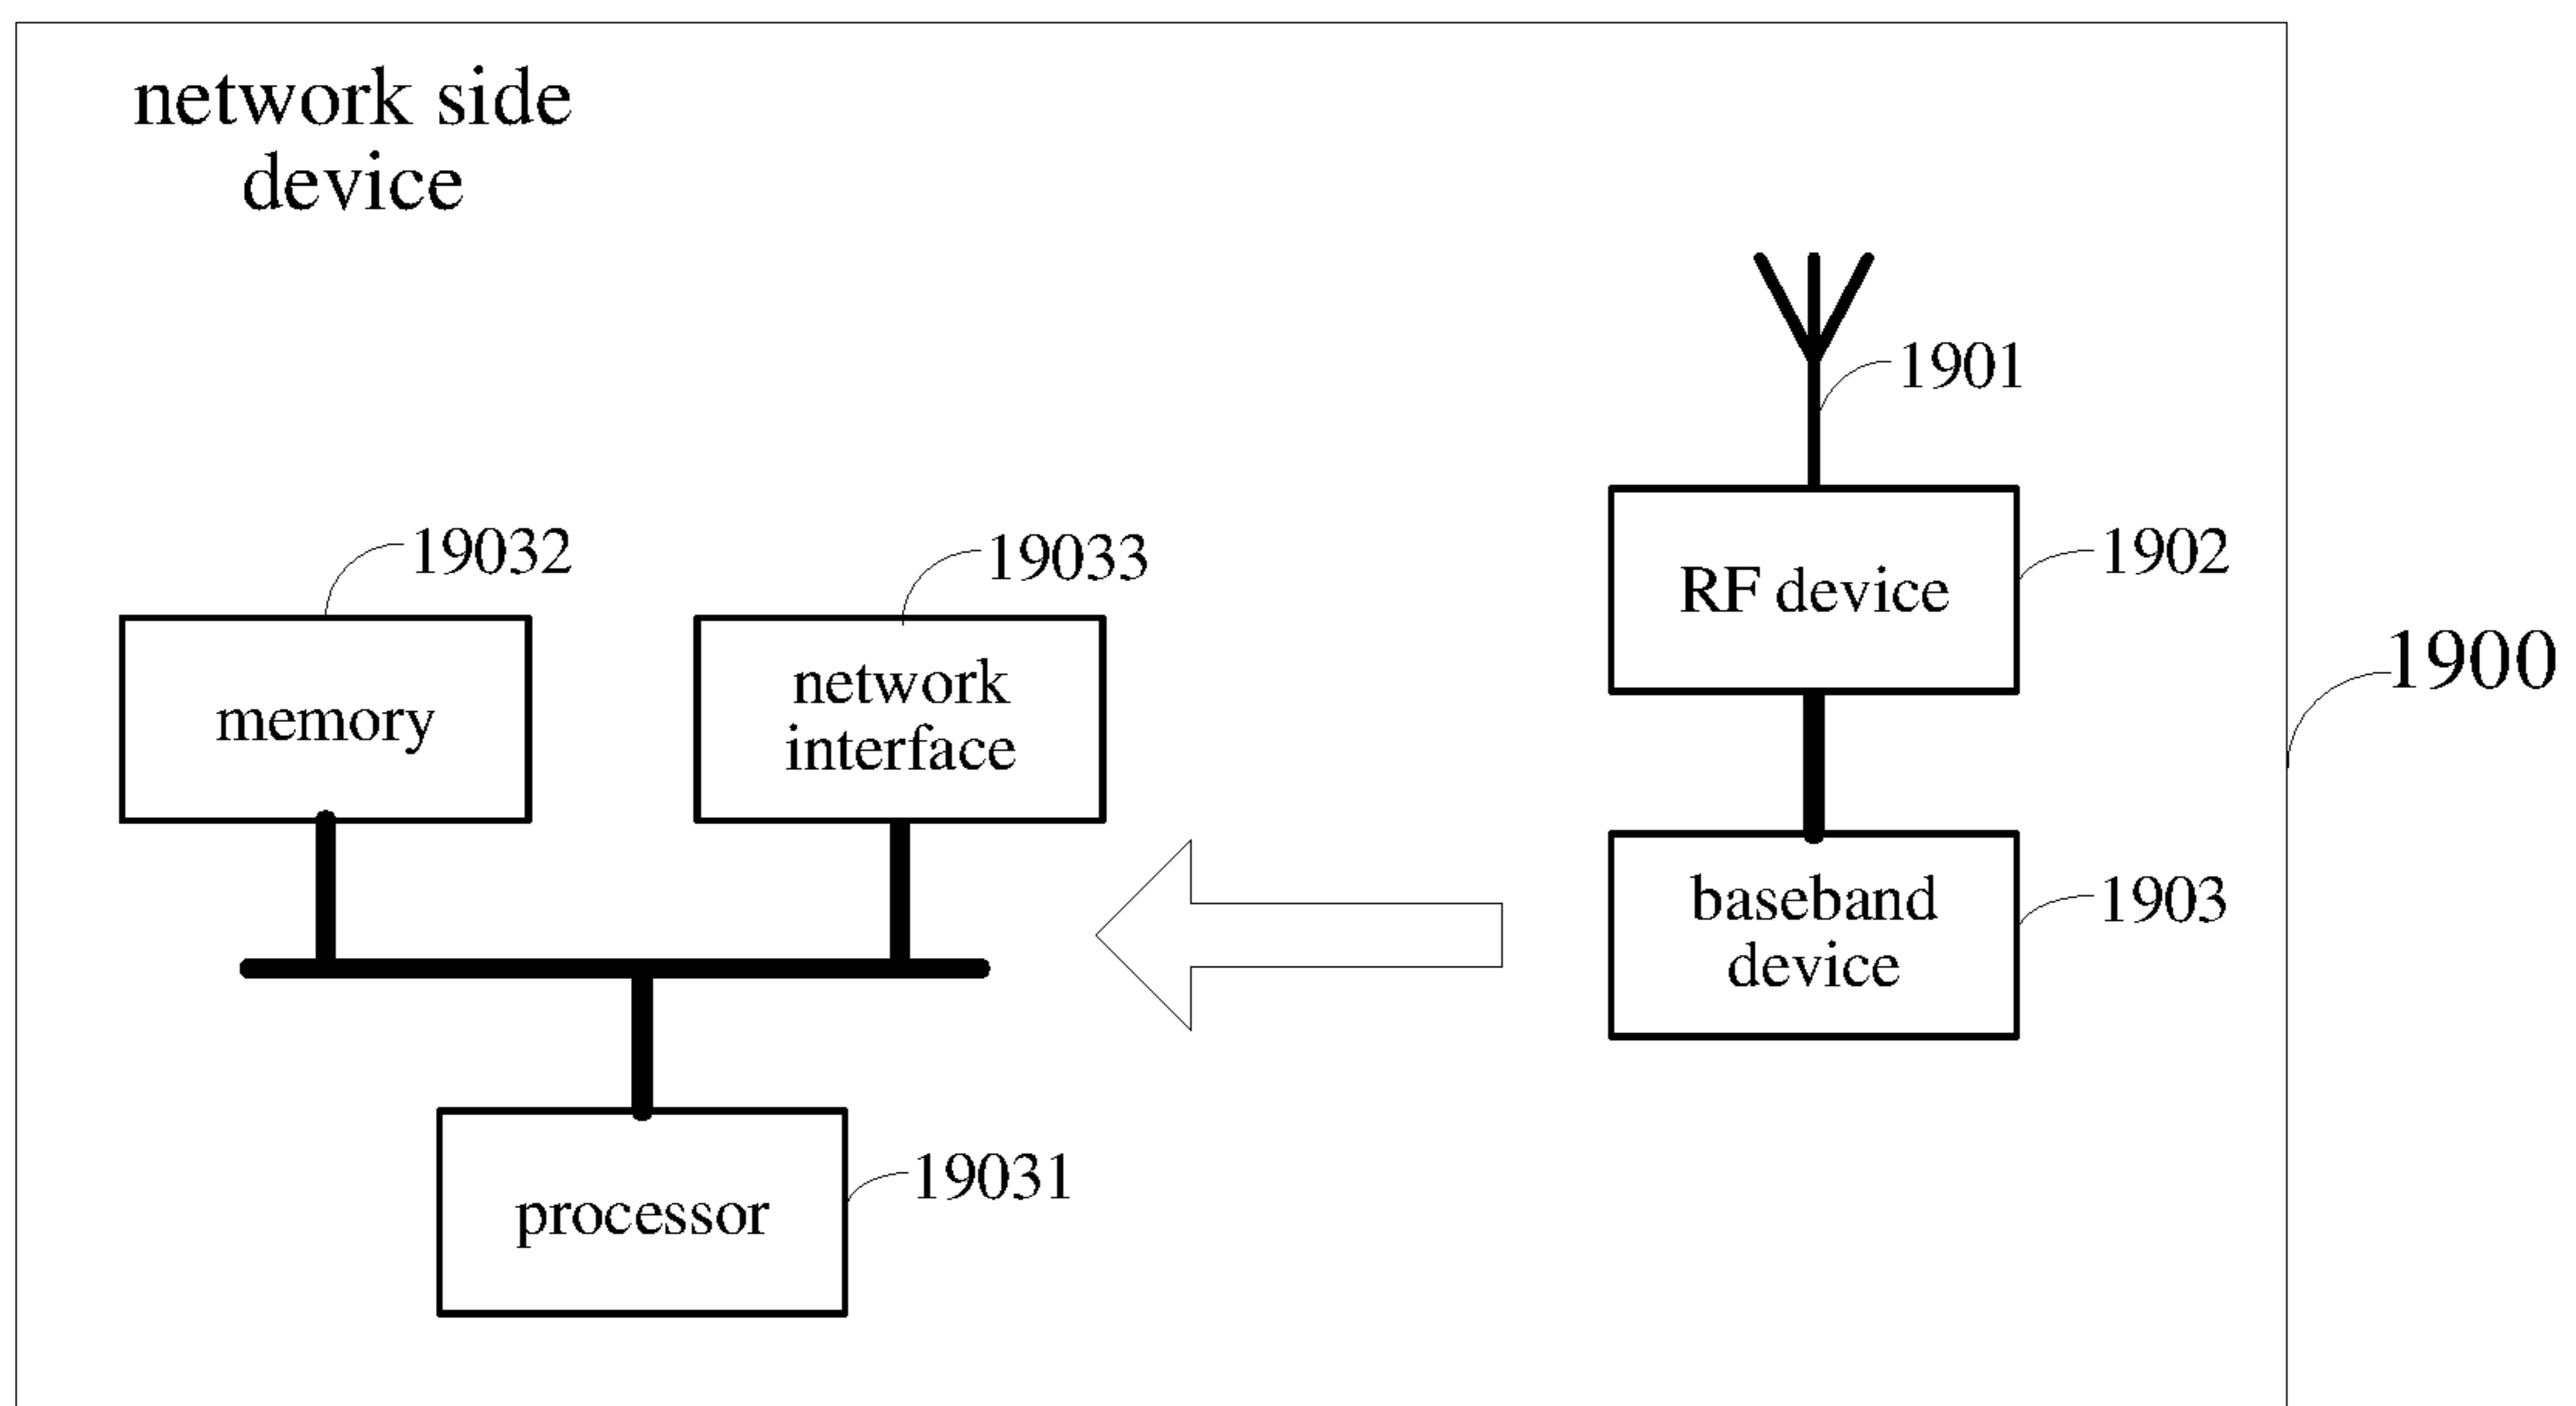 network side
device
1901
19032
19033
1902
RF device
1900
memory
network
interface
baseband
device
1903
processor
19031